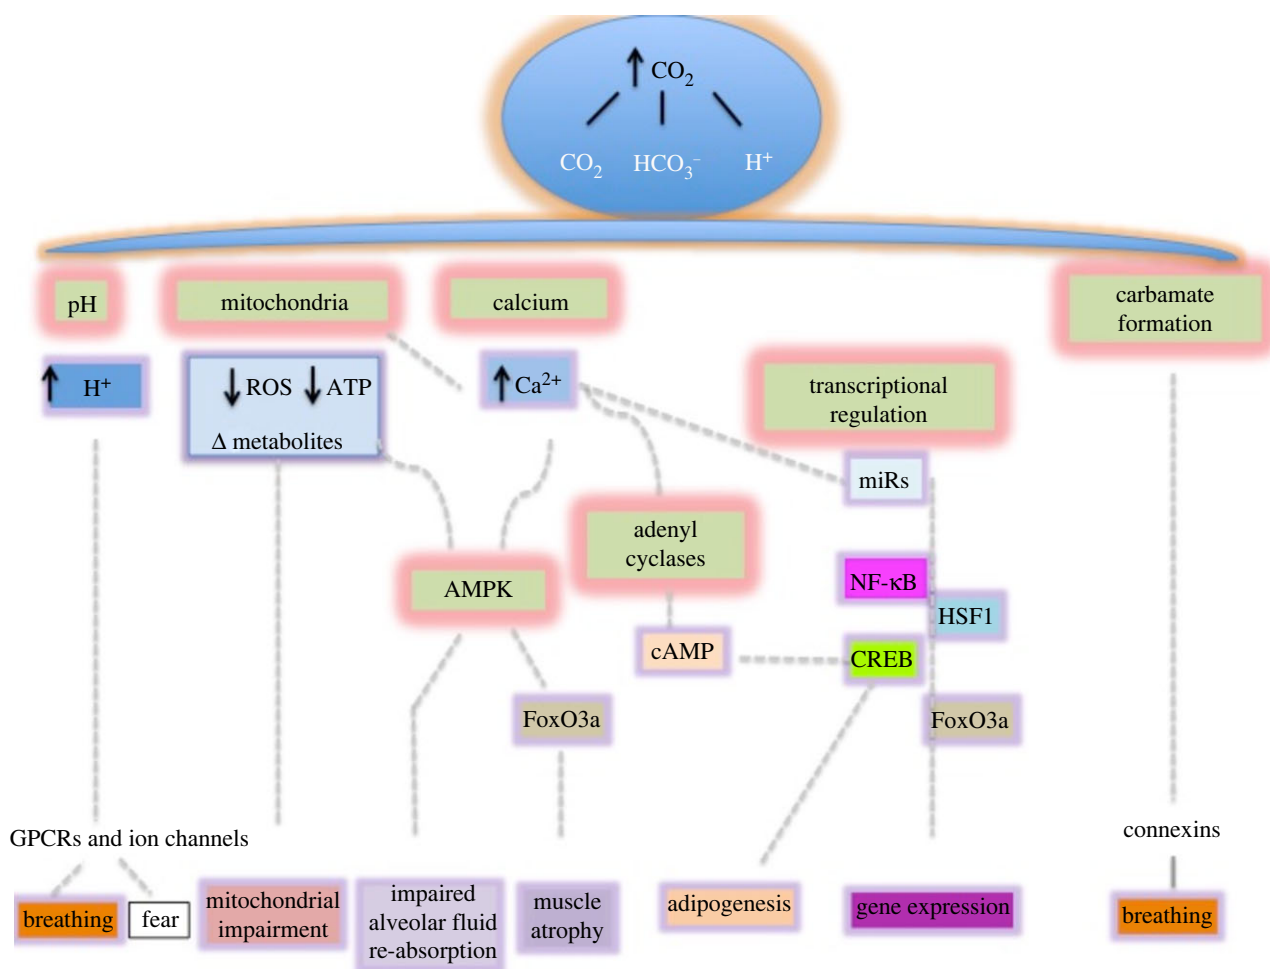 ↑ CO₂
CO₂ HCO₃⁻ H⁺
pH
mitochondria
calcium
carbamate
formation
↑ H⁺
↓ ROS ↓ ATP
Δ metabolites
↑ Ca²⁺
transcriptional
regulation
miRs
adenyl
cyclases
AMPK
NF-κB
HSF1
cAMP
CREB
FoxO3a
FoxO3a
GPCRs and ion channels
connexins
breathing
fear
mitochondrial
impairment
impaired
alveolar fluid
re-absorption
muscle
atrophy
adipogenesis
gene expression
breathing